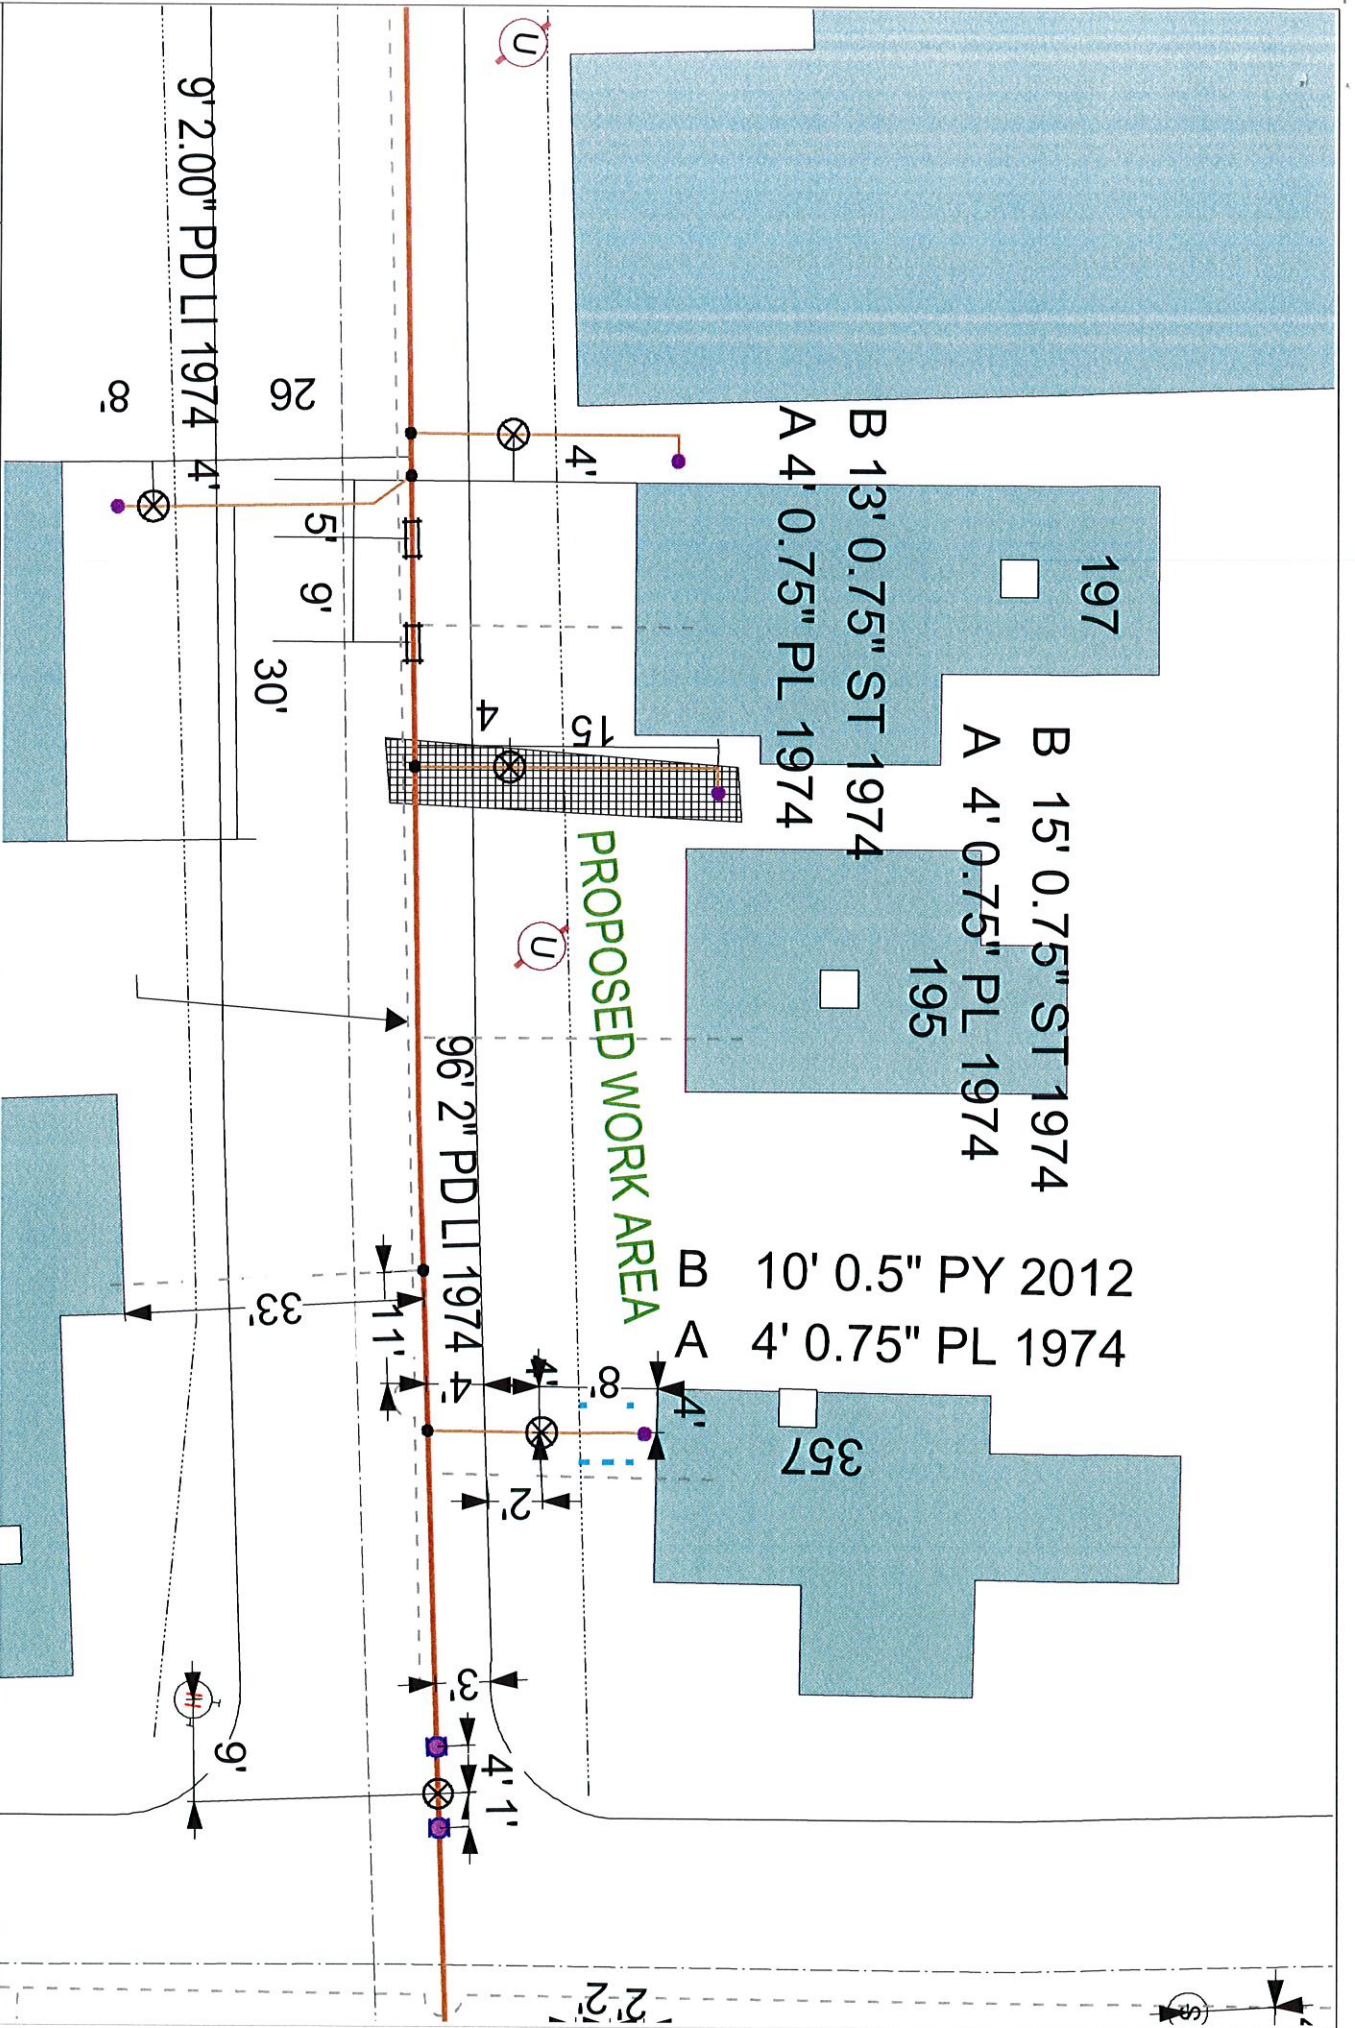 U
9' 2.00" PD LI 1974 4'
8'
26
4'
B 13' 0.75" ST 1974
A 4' 0.75" PL 1974
197
5'
9'
30'
4
15
B 15' 0.75" ST 1974
A 4' 0.75" PL 1974
195
U
PROPOSED WORK AREA
96' 2" PD LI 1974 4'
B 10' 0.5" PY 2012
A 4' 0.75" PL 1974
33'
11'
4'
8'
4'
357
2'
3'
H
9'
4' 1'
2'2'